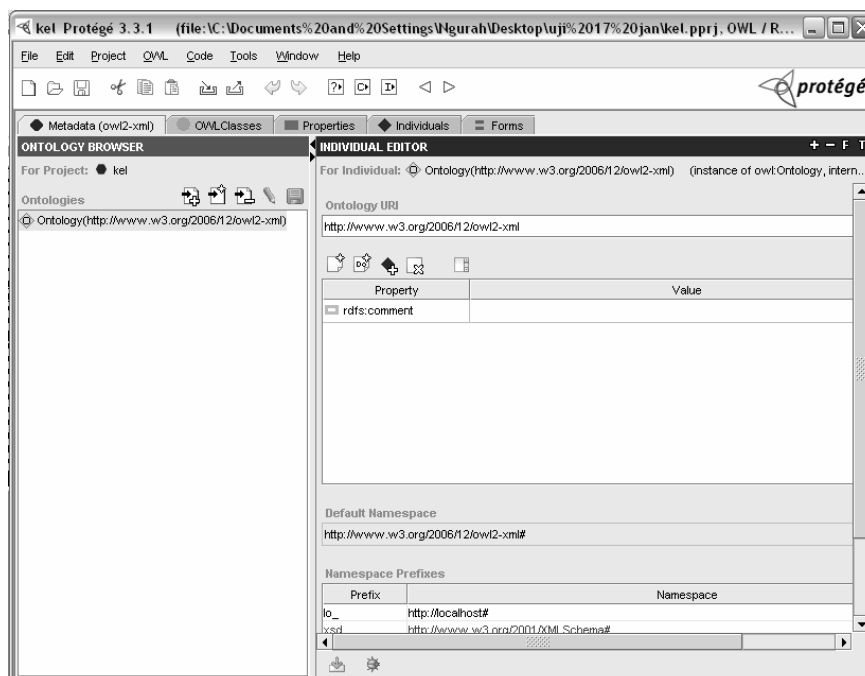 kel Protégé 3.3.1 (file:\C:\Documents%20and%20Settings\Ngurah\Desktop\uji%2017%20jan\kel.pprj, OWL / R...
File Edit Project OWL Code Tools Window Help
protégé
Metadata (owl2-xml) OWLClasses Properties Individuals Forms
ONTOLOGY BROWSER
For Project: kel
Ontologies
Ontology(http://www.w3.org/2006/12/owl2-xml)
INDIVIDUAL EDITOR + − F T
For Individual: Ontology(http://www.w3.org/2006/12/owl2-xml) (instance of owl:Ontology, intern...
Ontology URI
http://www.w3.org/2006/12/owl2-xml
Property Value
rdfs:comment
Default Namespace
http://www.w3.org/2006/12/owl2-xml#
Namespace Prefixes
Prefix Namespace
lo_ http://localhost#
xsd http://www.w3.org/2001/XMLSchema#